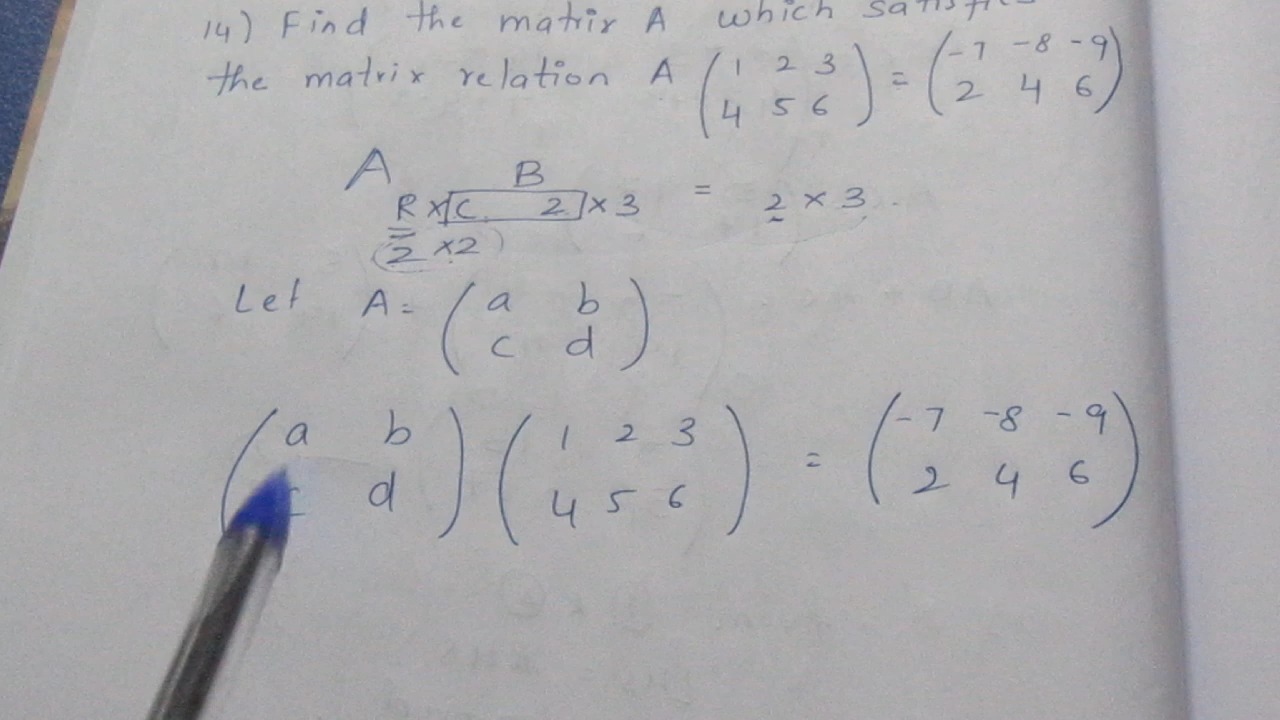 14) Find the matrix A which
the matrix relation A ( 1 2 3 ) = ( -7 -8 -9 )
( 4 5 6 ) ( 2 4 6 )
A B
R × C 2 × 3 = 2 × 3
2 × 2
Let A = ( a b )
( c d )
( a b ) ( 1 2 3 ) = ( -7 -8 -9 )
( c d ) ( 4 5 6 ) ( 2 4 6 )